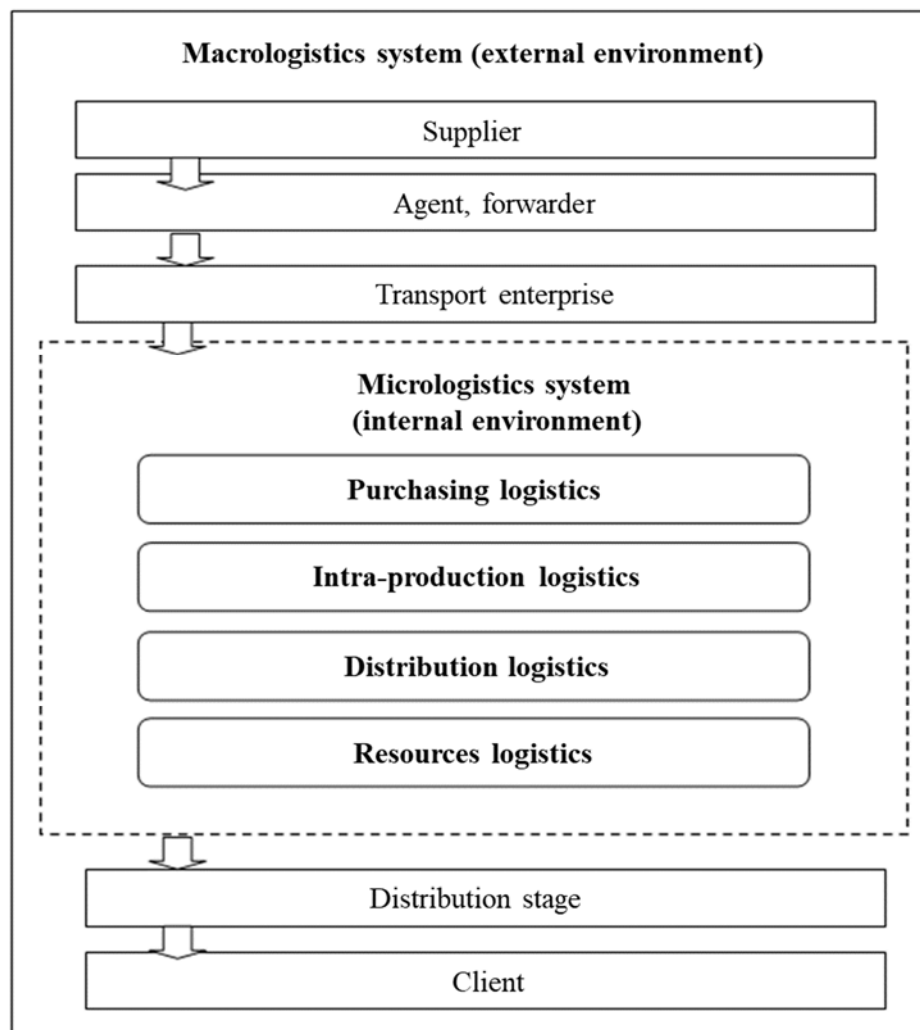 Macrologistics system (external environment)
Supplier
Agent, forwarder
Transport enterprise
Micrologistics system
(internal environment)
Purchasing logistics
Intra-production logistics
Distribution logistics
Resources logistics
Distribution stage
Client